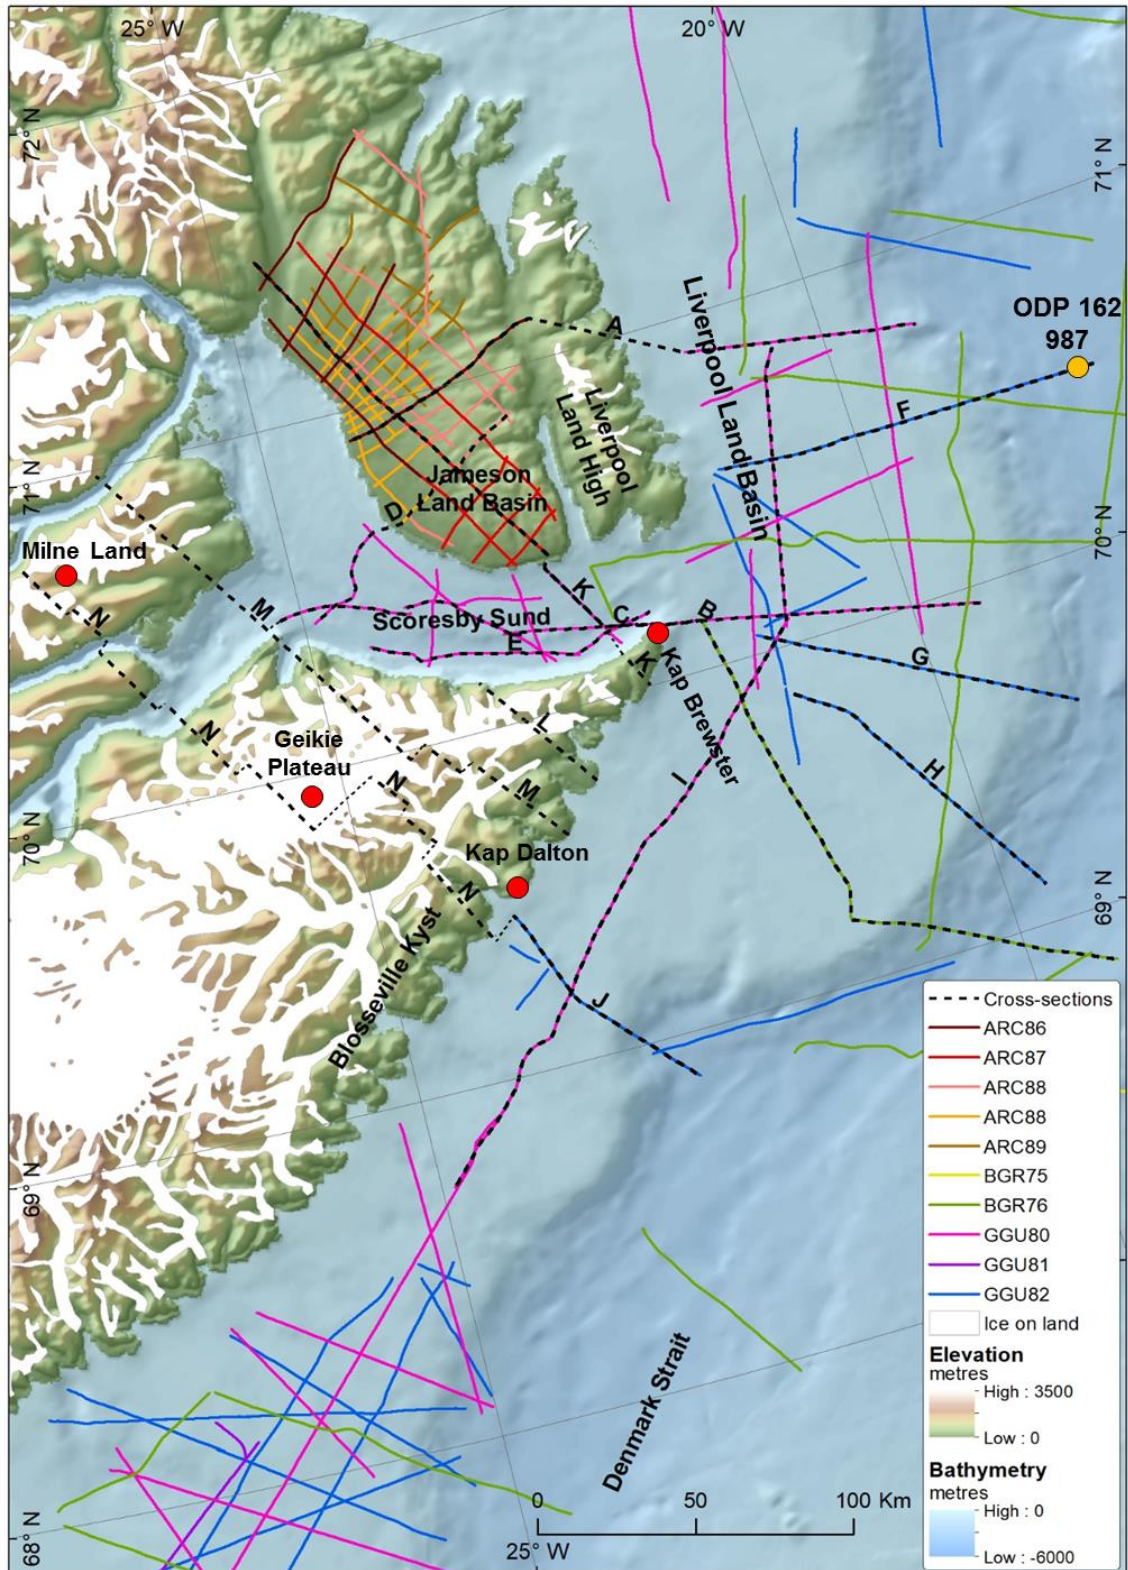 25° W
20° W
72° N
71° N
ODP 162
987
A
Liverpool Land Basin
F
Liverpool
Land High
Jameson
Land Basin
D
71° N
70° N
Milne Land
N
M
K
Scoresby Sund
C
B
E
K
Kap Brewster
G
N
L
Geikie
Plateau
I
H
N
M
70° N
Kap Dalton
N
69° N
Blosseville Kyst
J
69° N
Denmark Strait
68° N
0 50 100 Km
25° W
Cross-sections
ARC86
ARC87
ARC88
ARC88
ARC89
BGR75
BGR76
GGU80
GGU81
GGU82
Ice on land
Elevation
metres
High : 3500
Low : 0
Bathymetry
metres
High : 0
Low : -6000